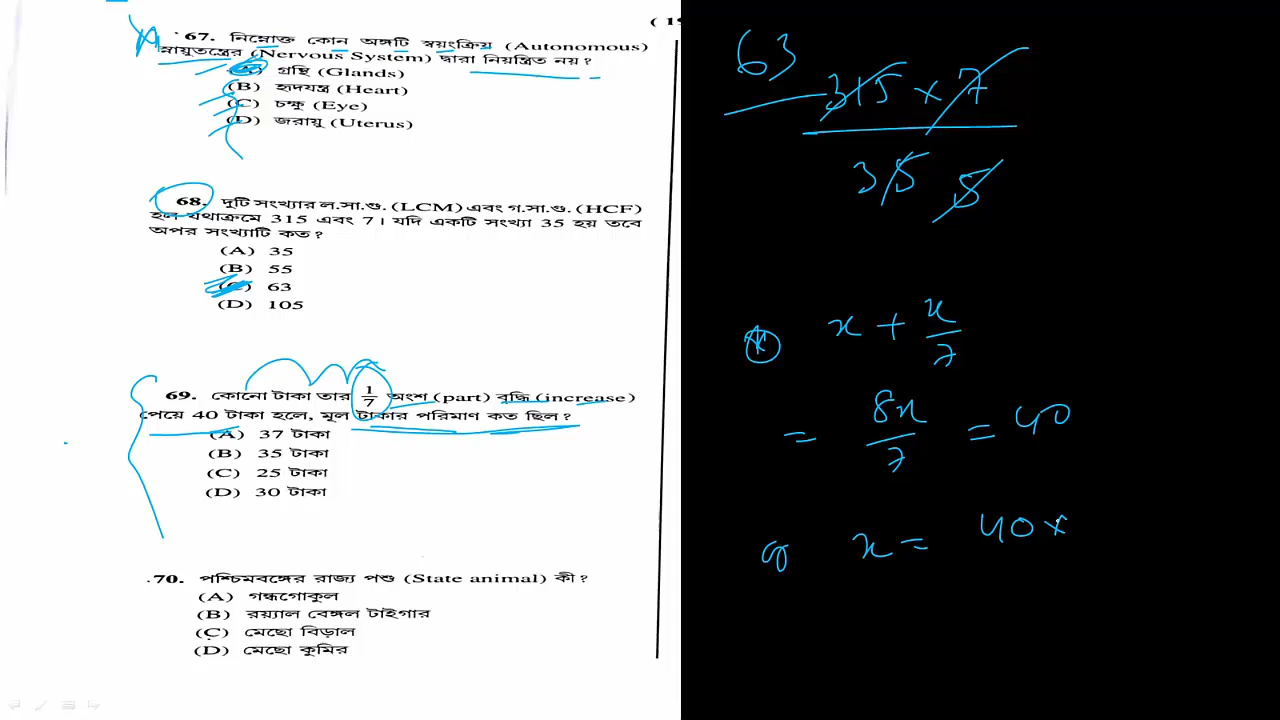 ( 19
67. নিম্নোক্ত কোন অঙ্গটি স্বয়ংক্রিয় (Autonomous)
স্নায়ুতন্ত্রের (Nervous System) দ্বারা নিয়ন্ত্রিত নয় ?
(A) গ্রন্থি (Glands)
(B) হৃদযন্ত্র (Heart)
(C) চক্ষু (Eye)
(D) জরায়ু (Uterus)
68. দুটি সংখ্যার ল.সা.গু. (LCM) এবং গ.সা.গু. (HCF)
হল যথাক্রমে 315 এবং 7 । যদি একটি সংখ্যা 35 হয় তবে
অপর সংখ্যাটি কত ?
(A) 35
(B) 55
63
(D) 105
69. কোনো টাকা তার 1/7 অংশ (part) বৃদ্ধি (increase)
পেয়ে 40 টাকা হলে, মূল টাকার পরিমাণ কত ছিল ?
(A) 37 টাকা
(B) 35 টাকা
(C) 25 টাকা
(D) 30 টাকা
70. পশ্চিমবঙ্গের রাজ্য পশু (State animal) কী ?
(A) গন্ধগোকুল
(B) রয়্যাল বেঙ্গল টাইগার
(C) মেছো বিড়াল
(D) মেছো কুমির
63
315 × 7
35 5
x + x/7
= 8x/7 = 40
x = 40 ×